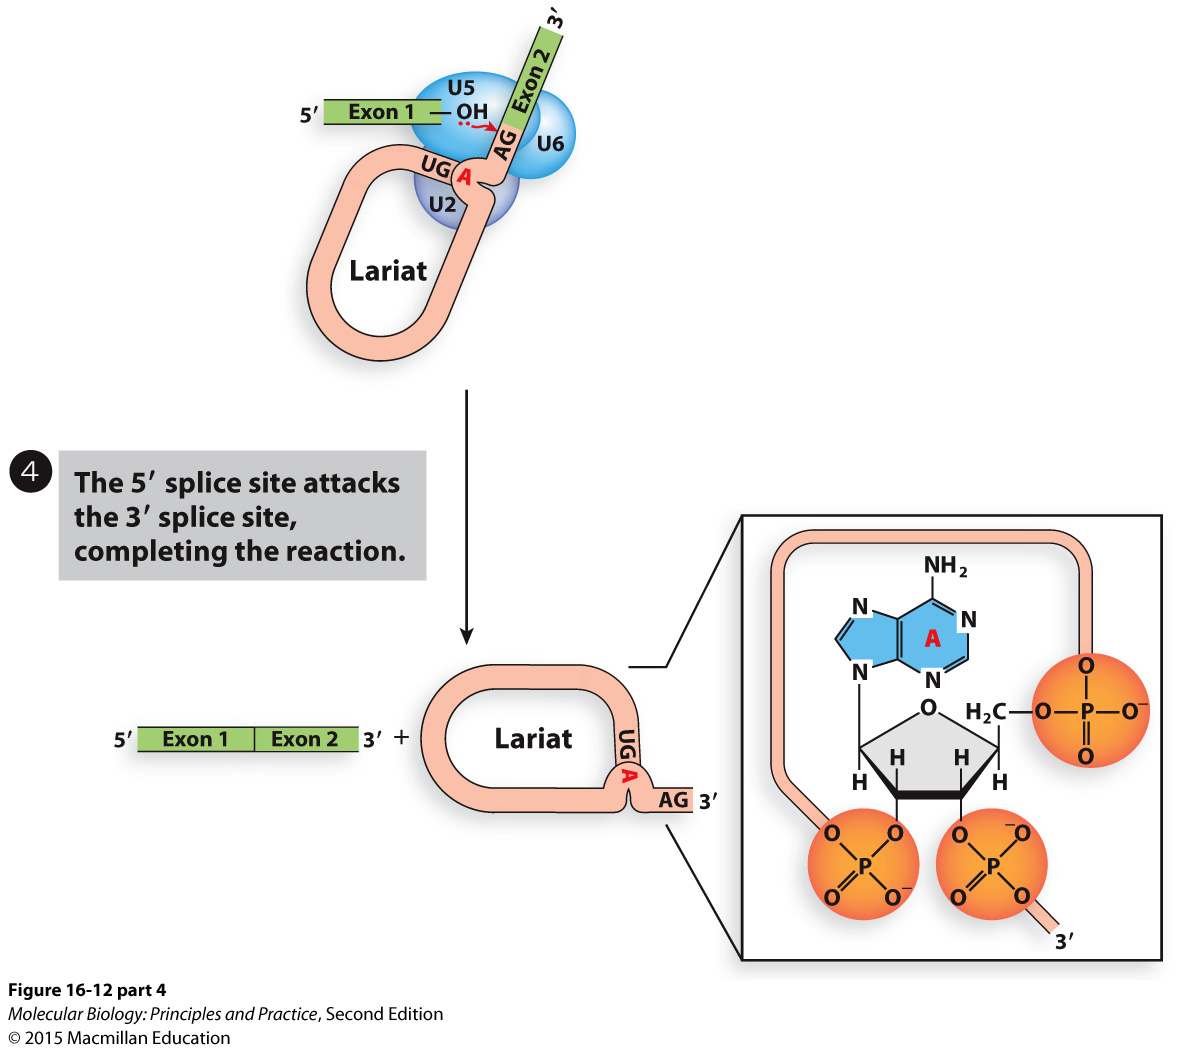 3′
Exon 2
U5
5′ Exon 1 OH
AG
U6
UG A
U2
Lariat
4
The 5′ splice site attacks
the 3′ splice site,
completing the reaction.
5′ Exon 1 Exon 2 3′ + Lariat
UG
A
AG 3′
NH2
N
N
A
N
N
O
O
H2C O P O−
O
H
H
H
H
O
O
O
−O
P
P
O
O−
O
O
3′
Figure 16-12 part 4
Molecular Biology: Principles and Practice, Second Edition
© 2015 Macmillan Education